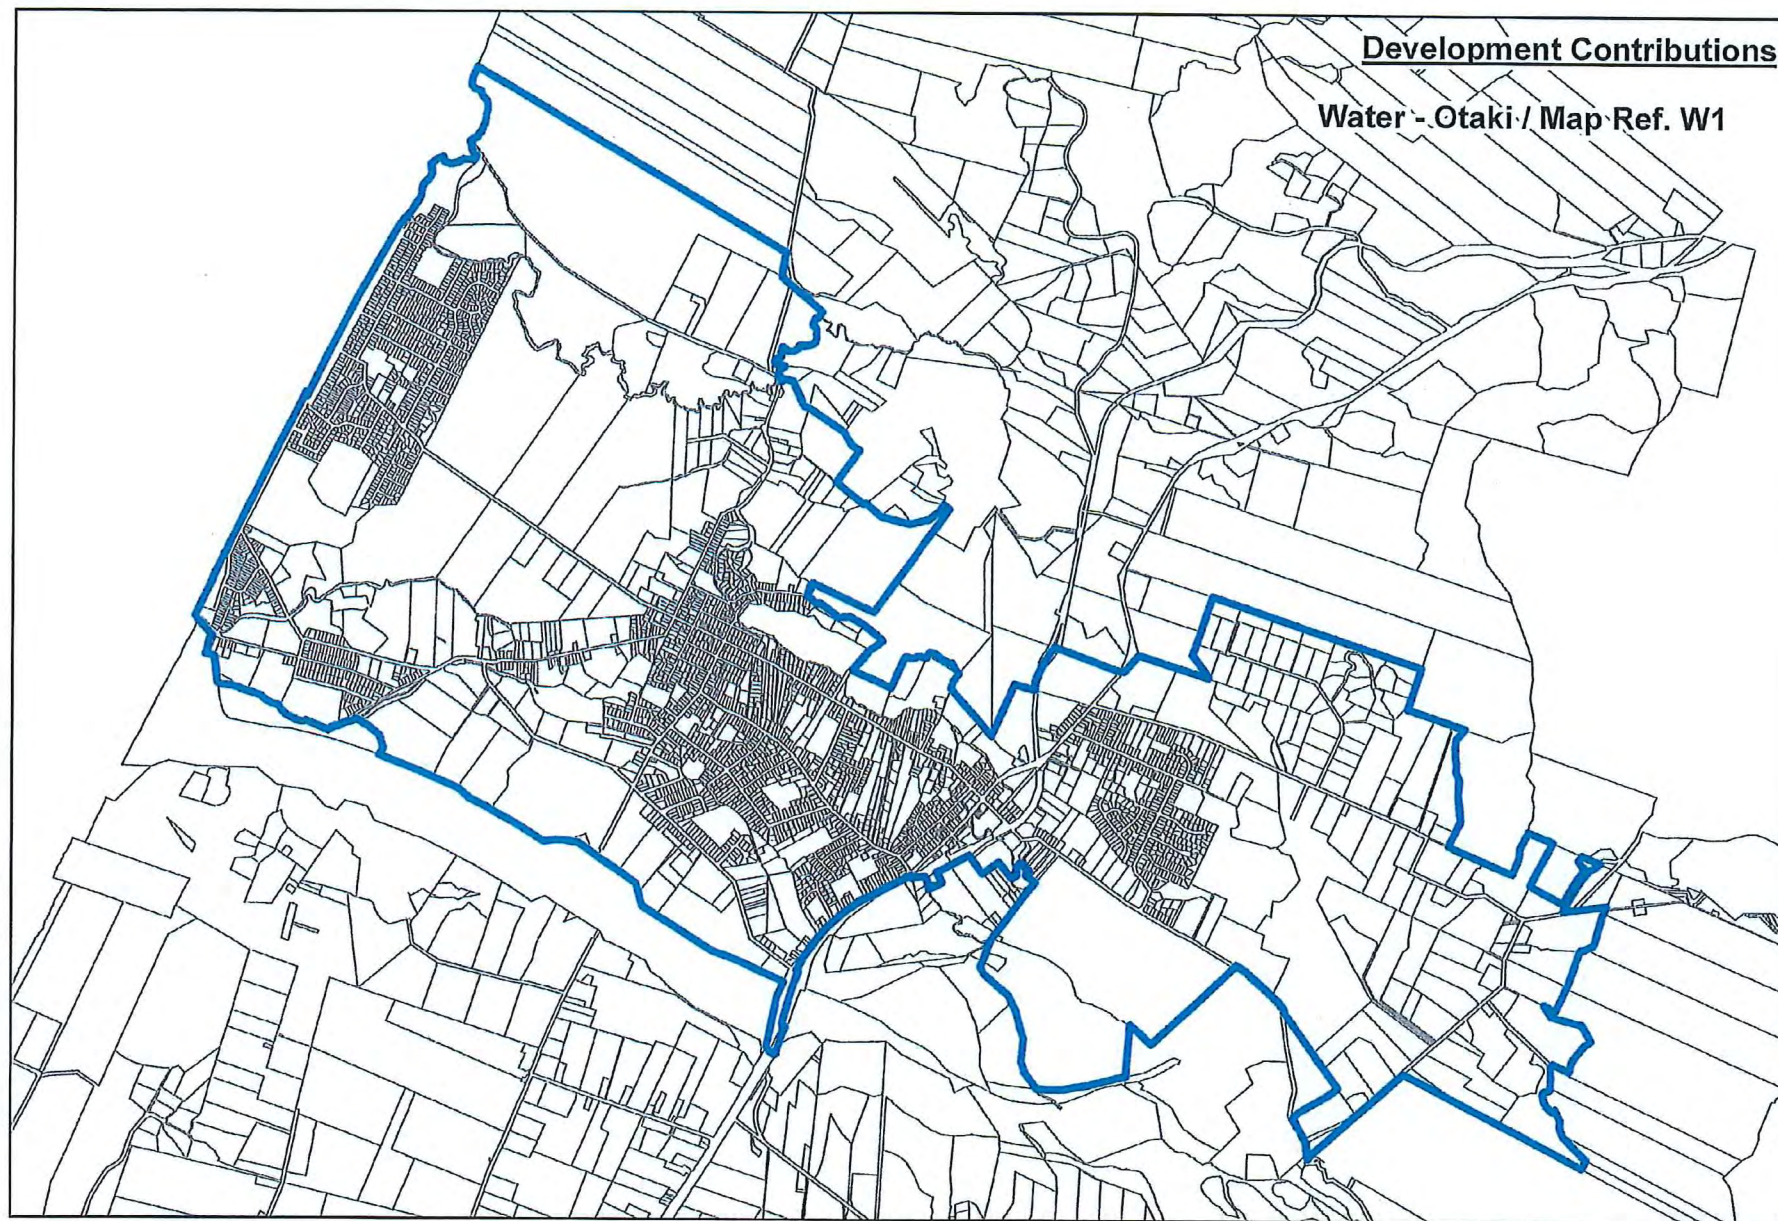 Development Contributions
Water - Otaki / Map Ref. W1